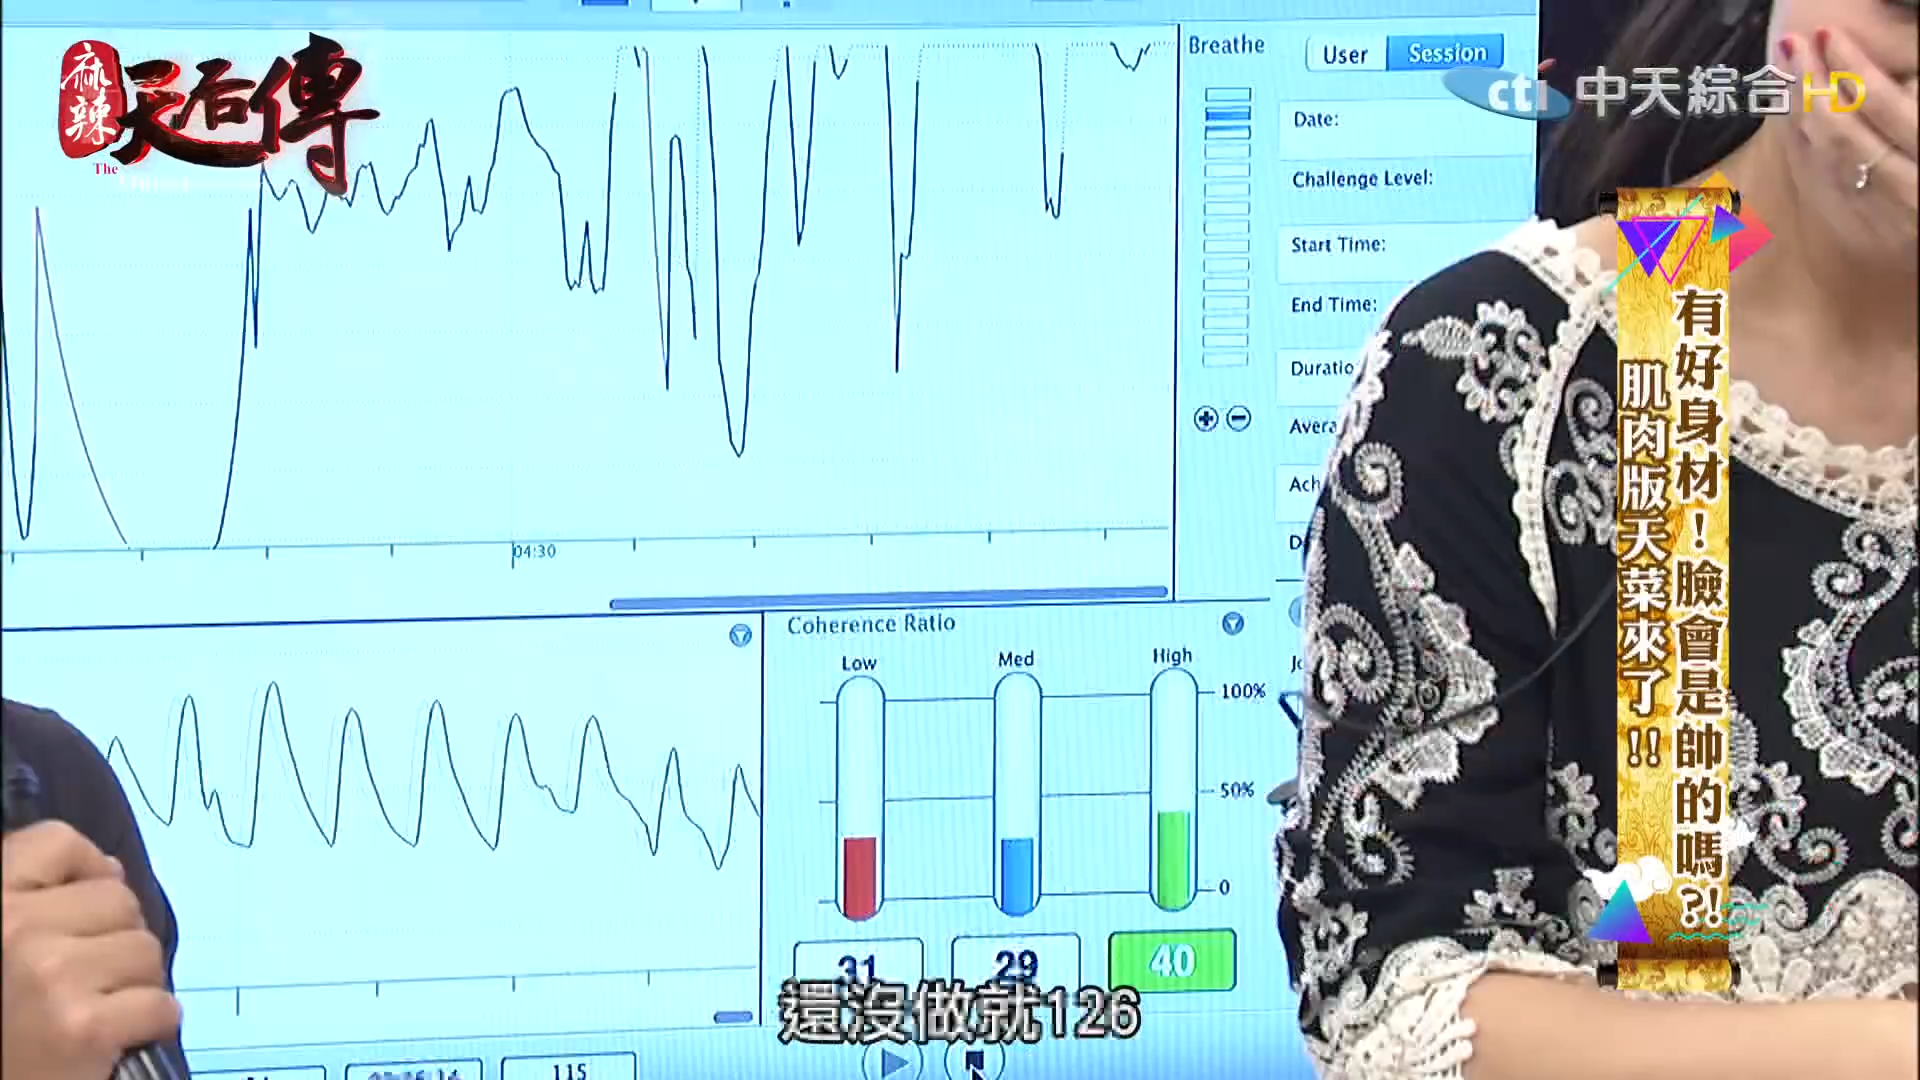 麻辣
天后傳
The
Breathe
User
Session
cti 中天綜合HD
Date:
Challenge Level:
Start Time:
End Time:
Duratio
Avera
Ach
D
04:30
Coherence Ratio
Low
Med
High
100%
50%
0
31
29
40
115
有好身材！臉會是帥的嗎?!
肌肉版天菜來了!!
還沒做就126